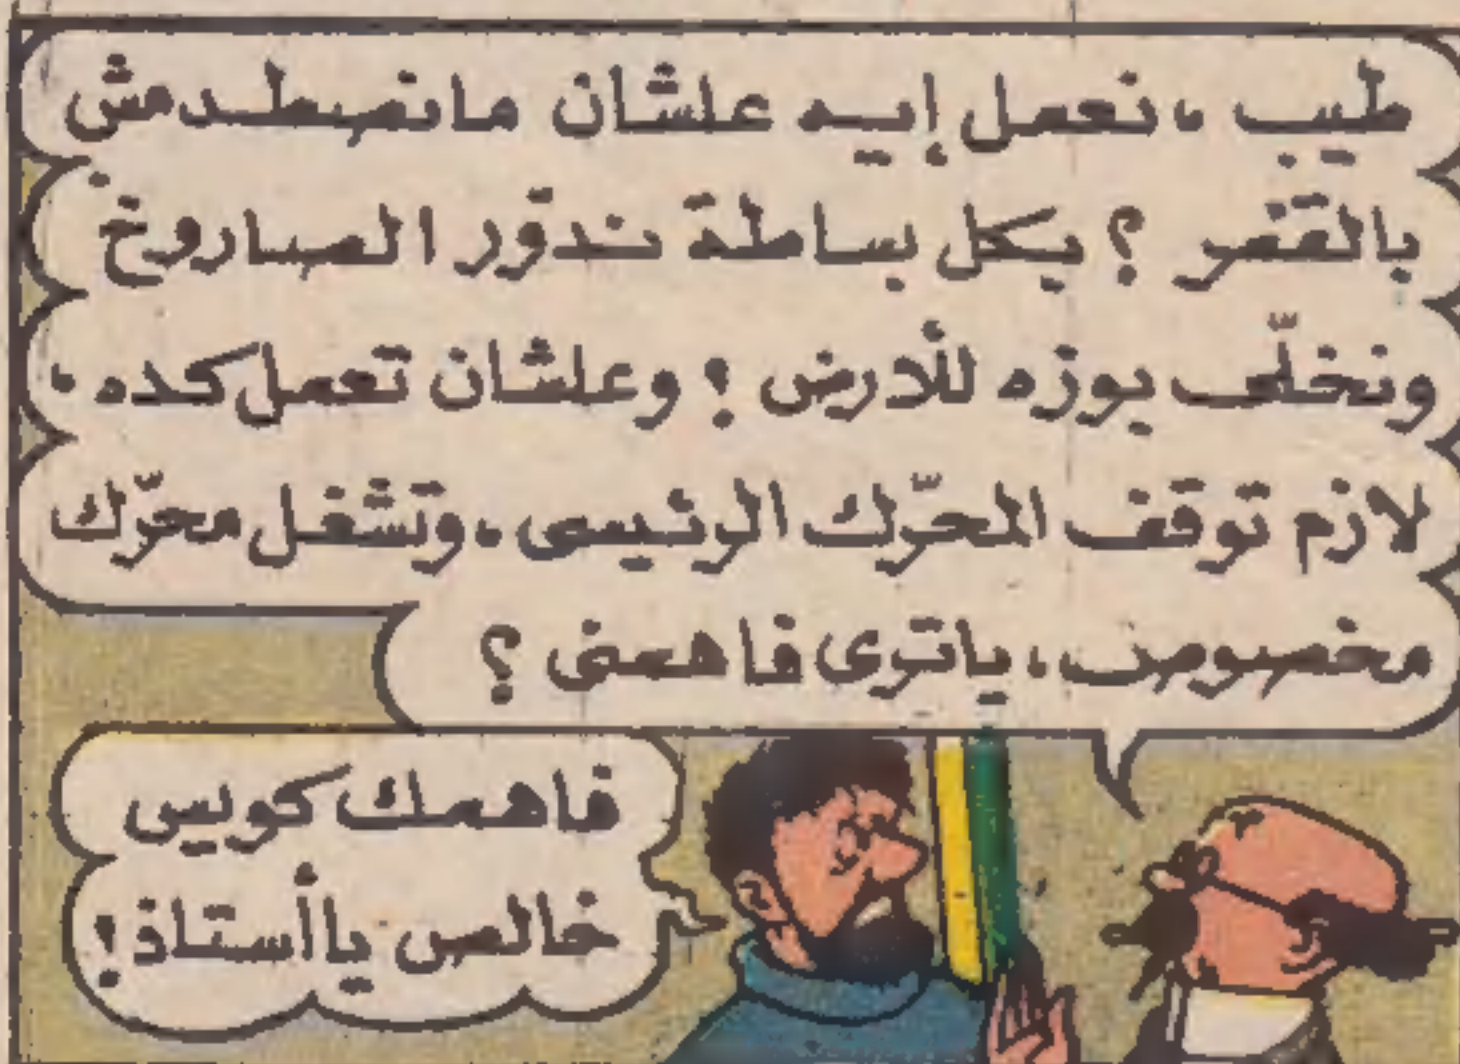 طيب ، نعمل إيه علشان مانصطدمش
بالقمر ؟ بكل بساطة ندوّر الصاروخ
ونخلّى بوزه للأرض ! وعلشان تعمل كده ،
لازم توقف المحرّك الرئيسى ، وتشغل محرّك
مخصوص ، ياترى فاهمنى ؟
فاهمك كويس
خالص ياأستاذ !